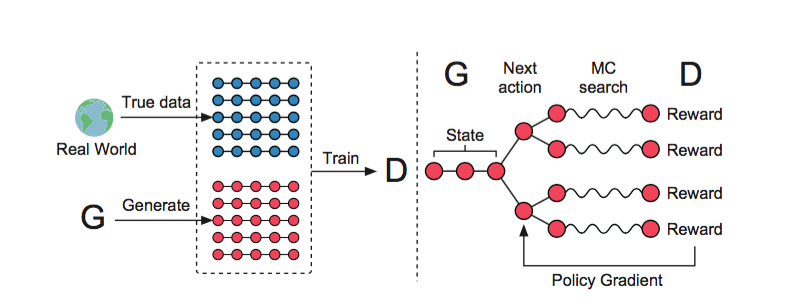 True data
Real World
G
Generate
Train
D
G
Next
action
MC
search
D
State
Reward
Reward
Reward
Reward
Policy Gradient